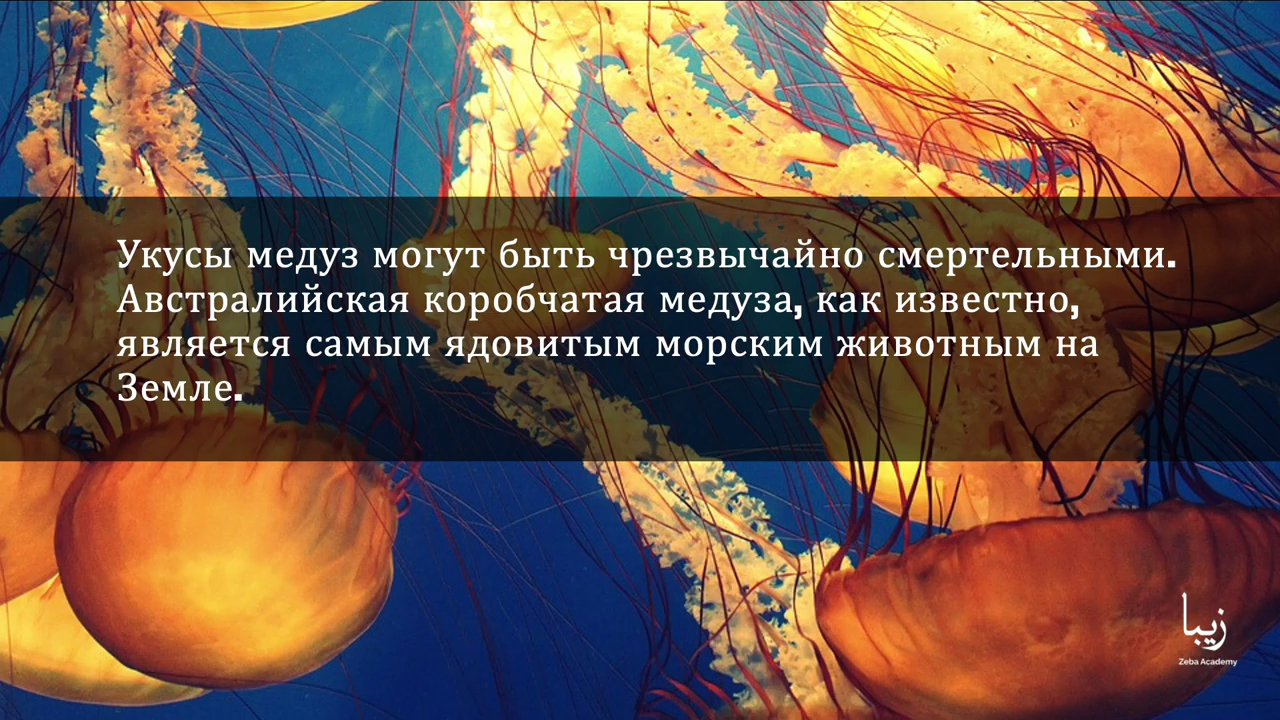 Укусы медуз могут быть чрезвычайно смертельными.
Австралийская коробчатая медуза, как известно,
является самым ядовитым морским животным на
Земле.
زيبا
Zeba Academy